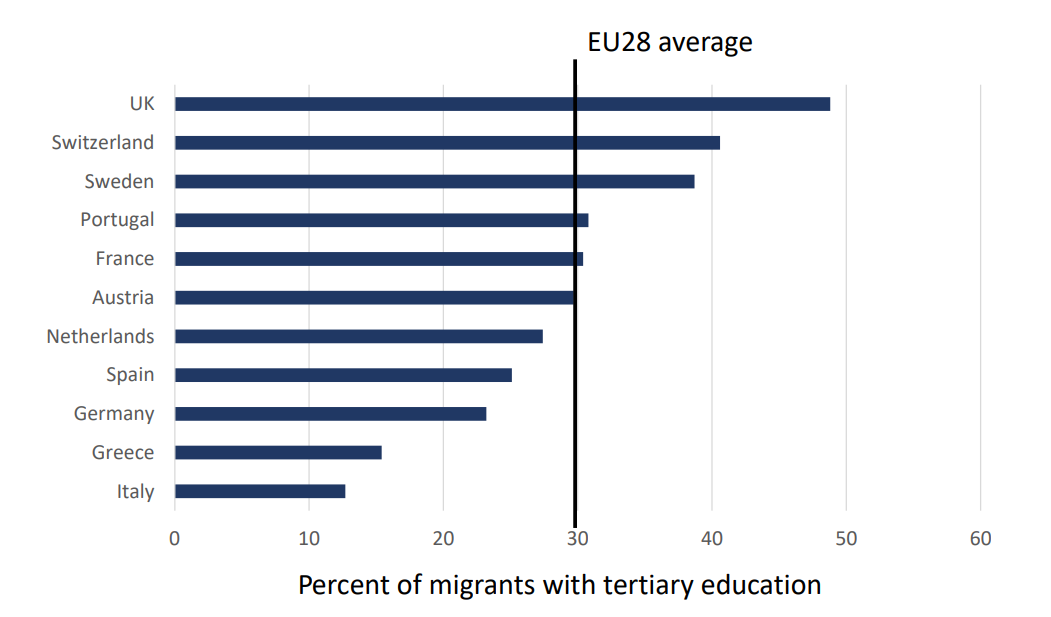 EU28 average
UK
Switzerland
Sweden
Portugal
France
Austria
Netherlands
Spain
Germany
Greece
Italy
0 10 20 30 40 50 60
Percent of migrants with tertiary education